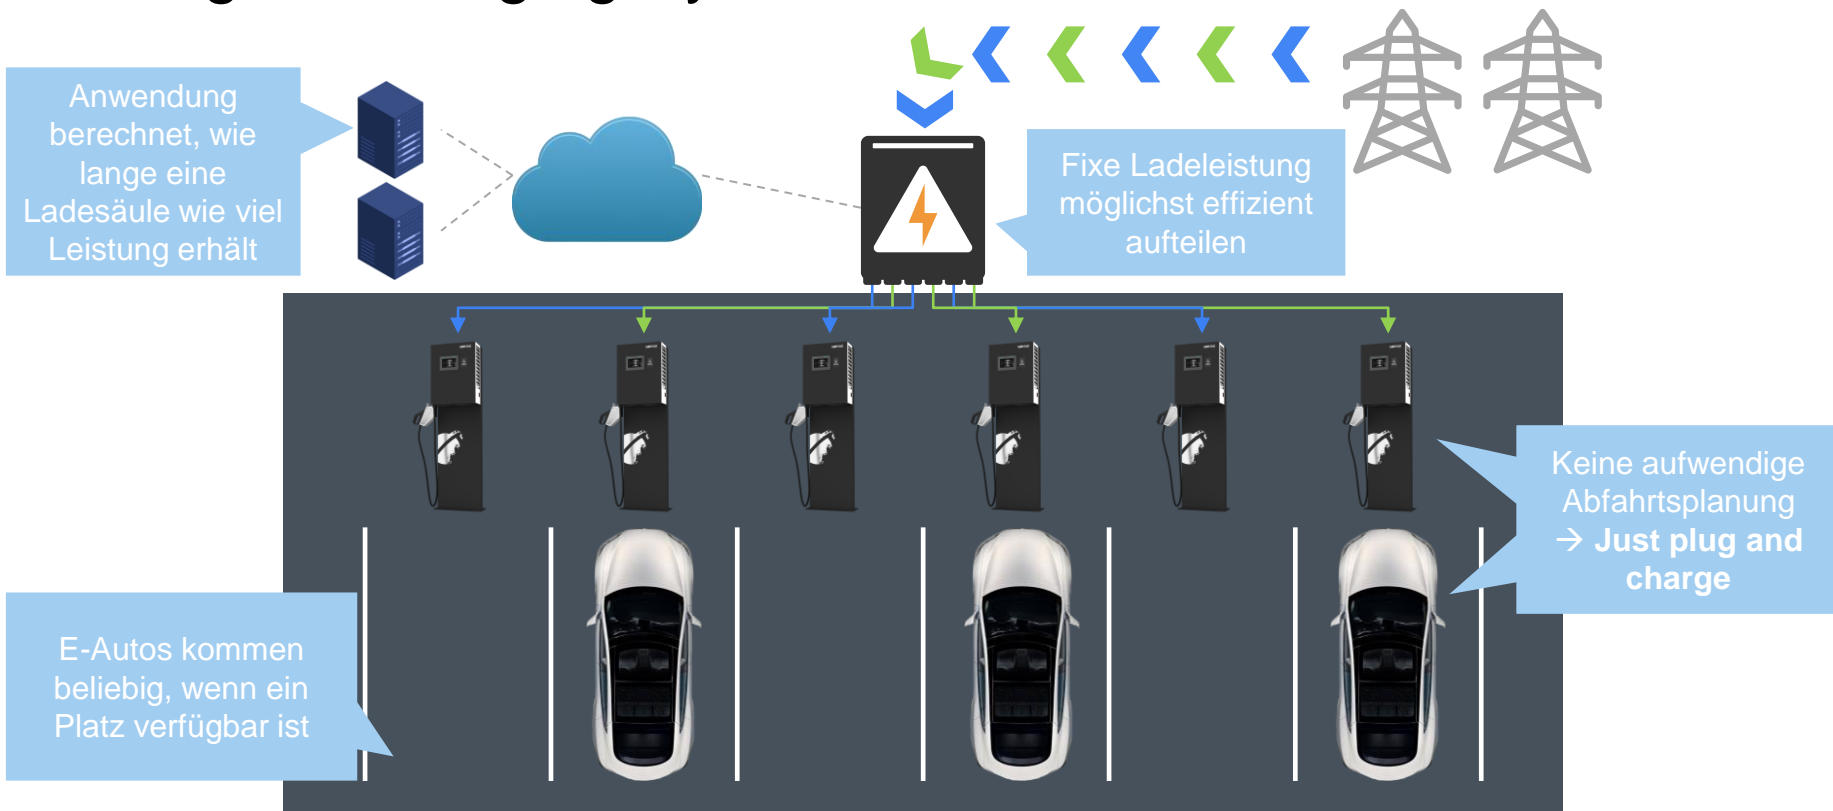 Anwendung
berechnet, wie
lange eine
Ladesäule wie viel
Leistung erhält
Fixe Ladeleistung
möglichst effizient
aufteilen
Keine aufwendige
Abfahrtsplanung
→ Just plug and
charge
E-Autos kommen
beliebig, wenn ein
Platz verfügbar ist